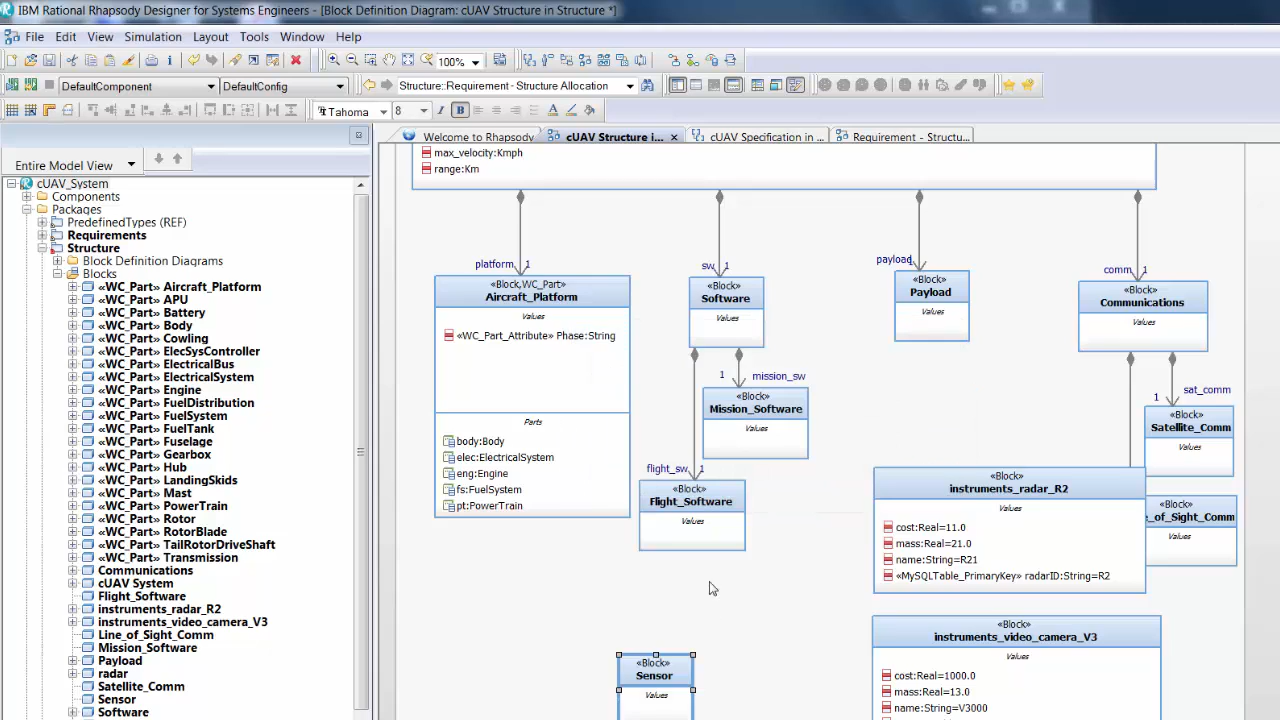 IBM Rational Rhapsody Designer for Systems Engineers - [Block Definition Diagram: cUAV Structure in Structure *]
File Edit View Simulation Layout Tools Window Help
100%
DefaultComponent DefaultConfig Structure::Requirement - Structure Allocation
Tahoma 8
Welcome to Rhapsody cUAV Structure i... cUAV Specification in ... Requirement - Structu...
Entire Model View
cUAV_System
Components
Packages
PredefinedTypes (REF)
Requirements
Structure
Block Definition Diagrams
Blocks
«WC_Part» Aircraft_Platform
«WC_Part» APU
«WC_Part» Battery
«WC_Part» Body
«WC_Part» Cowling
«WC_Part» ElecSysController
«WC_Part» ElectricalBus
«WC_Part» ElectricalSystem
«WC_Part» Engine
«WC_Part» FuelDistribution
«WC_Part» FuelSystem
«WC_Part» FuelTank
«WC_Part» Fuselage
«WC_Part» Gearbox
«WC_Part» Hub
«WC_Part» LandingSkids
«WC_Part» Mast
«WC_Part» PowerTrain
«WC_Part» Rotor
«WC_Part» RotorBlade
«WC_Part» TailRotorDriveShaft
«WC_Part» Transmission
Communications
cUAV System
Flight_Software
instruments_radar_R2
instruments_video_camera_V3
Line_of_Sight_Comm
Mission_Software
Payload
radar
Satellite_Comm
Sensor
Software
max_velocity:Kmph
range:Km
platform 1
sw 1
payload
comm 1
«Block,WC_Part»
Aircraft_Platform
Values
«WC_Part_Attribute» Phase:String
Parts
body:Body
elec:ElectricalSystem
eng:Engine
fs:FuelSystem
pt:PowerTrain
«Block»
Software
Values
1 mission_sw
«Block»
Mission_Software
Values
flight_sw 1
«Block»
Flight_Software
Values
«Block»
Payload
Values
«Block»
Communications
Values
1 sat_comm
«Block»
Satellite_Comm
Values
«Block»
e_of_Sight_Comm
Values
«Block»
instruments_radar_R2
Values
cost:Real=11.0
mass:Real=21.0
name:String=R21
«MySQLTable_PrimaryKey» radarID:String=R2
«Block»
instruments_video_camera_V3
Values
cost:Real=1000.0
mass:Real=13.0
name:String=V3000
«Block»
Sensor
Values